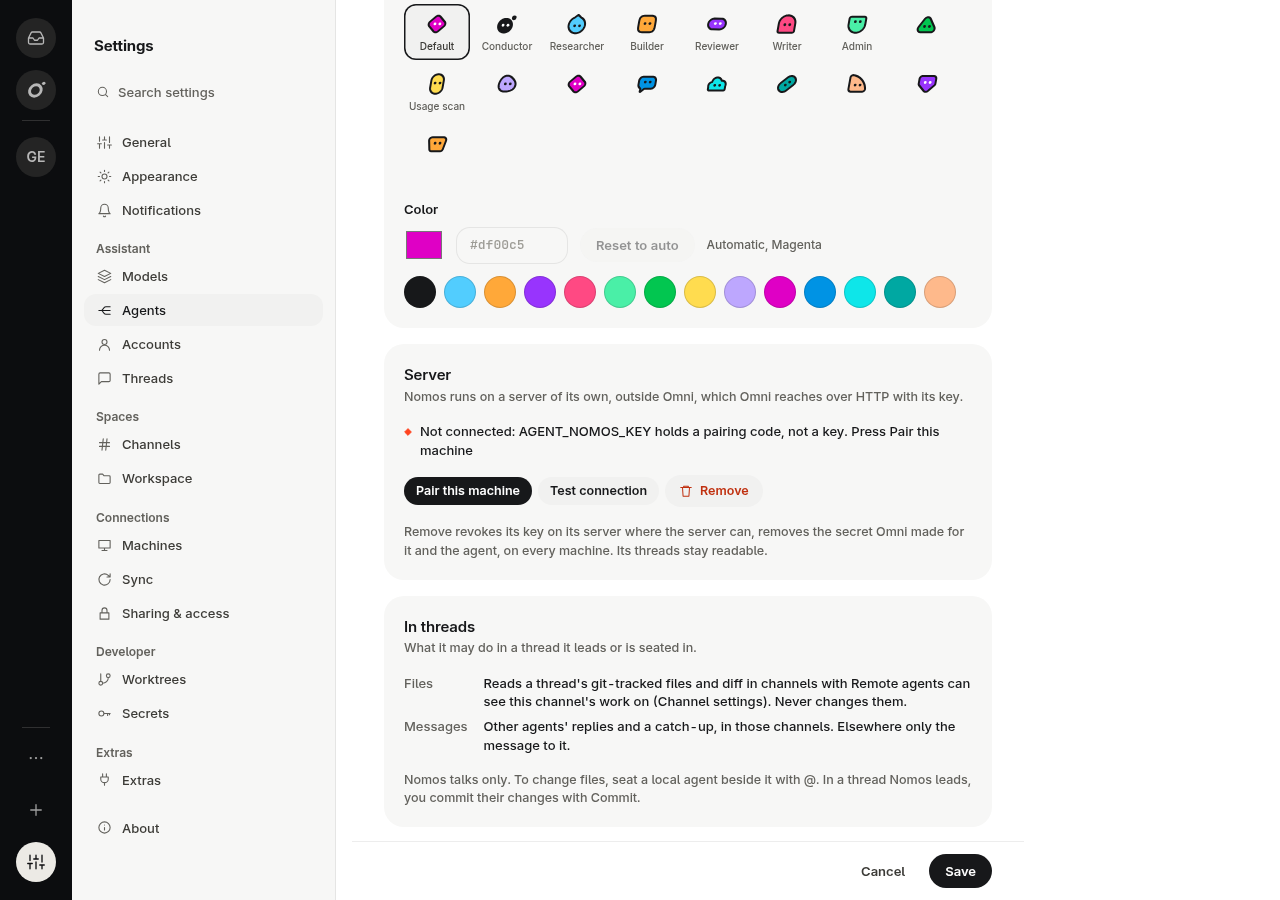 GE
Settings
Search settings
General
Appearance
Notifications
Assistant
Models
Agents
Accounts
Threads
Spaces
Channels
Workspace
Connections
Machines
Sync
Sharing & access
Developer
Worktrees
Secrets
Extras
Extras
About
Default
Conductor
Researcher
Builder
Reviewer
Writer
Admin
Usage scan
Color
#df00c5
Reset to auto
Automatic, Magenta
Server
Nomos runs on a server of its own, outside Omni, which Omni reaches over HTTP with its key.
Not connected: AGENT_NOMOS_KEY holds a pairing code, not a key. Press Pair this
machine
Pair this machine
Test connection
Remove
Remove revokes its key on its server where the server can, removes the secret Omni made for
it and the agent, on every machine. Its threads stay readable.
In threads
What it may do in a thread it leads or is seated in.
Files
Reads a thread's git-tracked files and diff in channels with Remote agents can
see this channel's work on (Channel settings). Never changes them.
Messages
Other agents' replies and a catch-up, in those channels. Elsewhere only the
message to it.
Nomos talks only. To change files, seat a local agent beside it with @. In a thread Nomos leads,
you commit their changes with Commit.
Cancel
Save